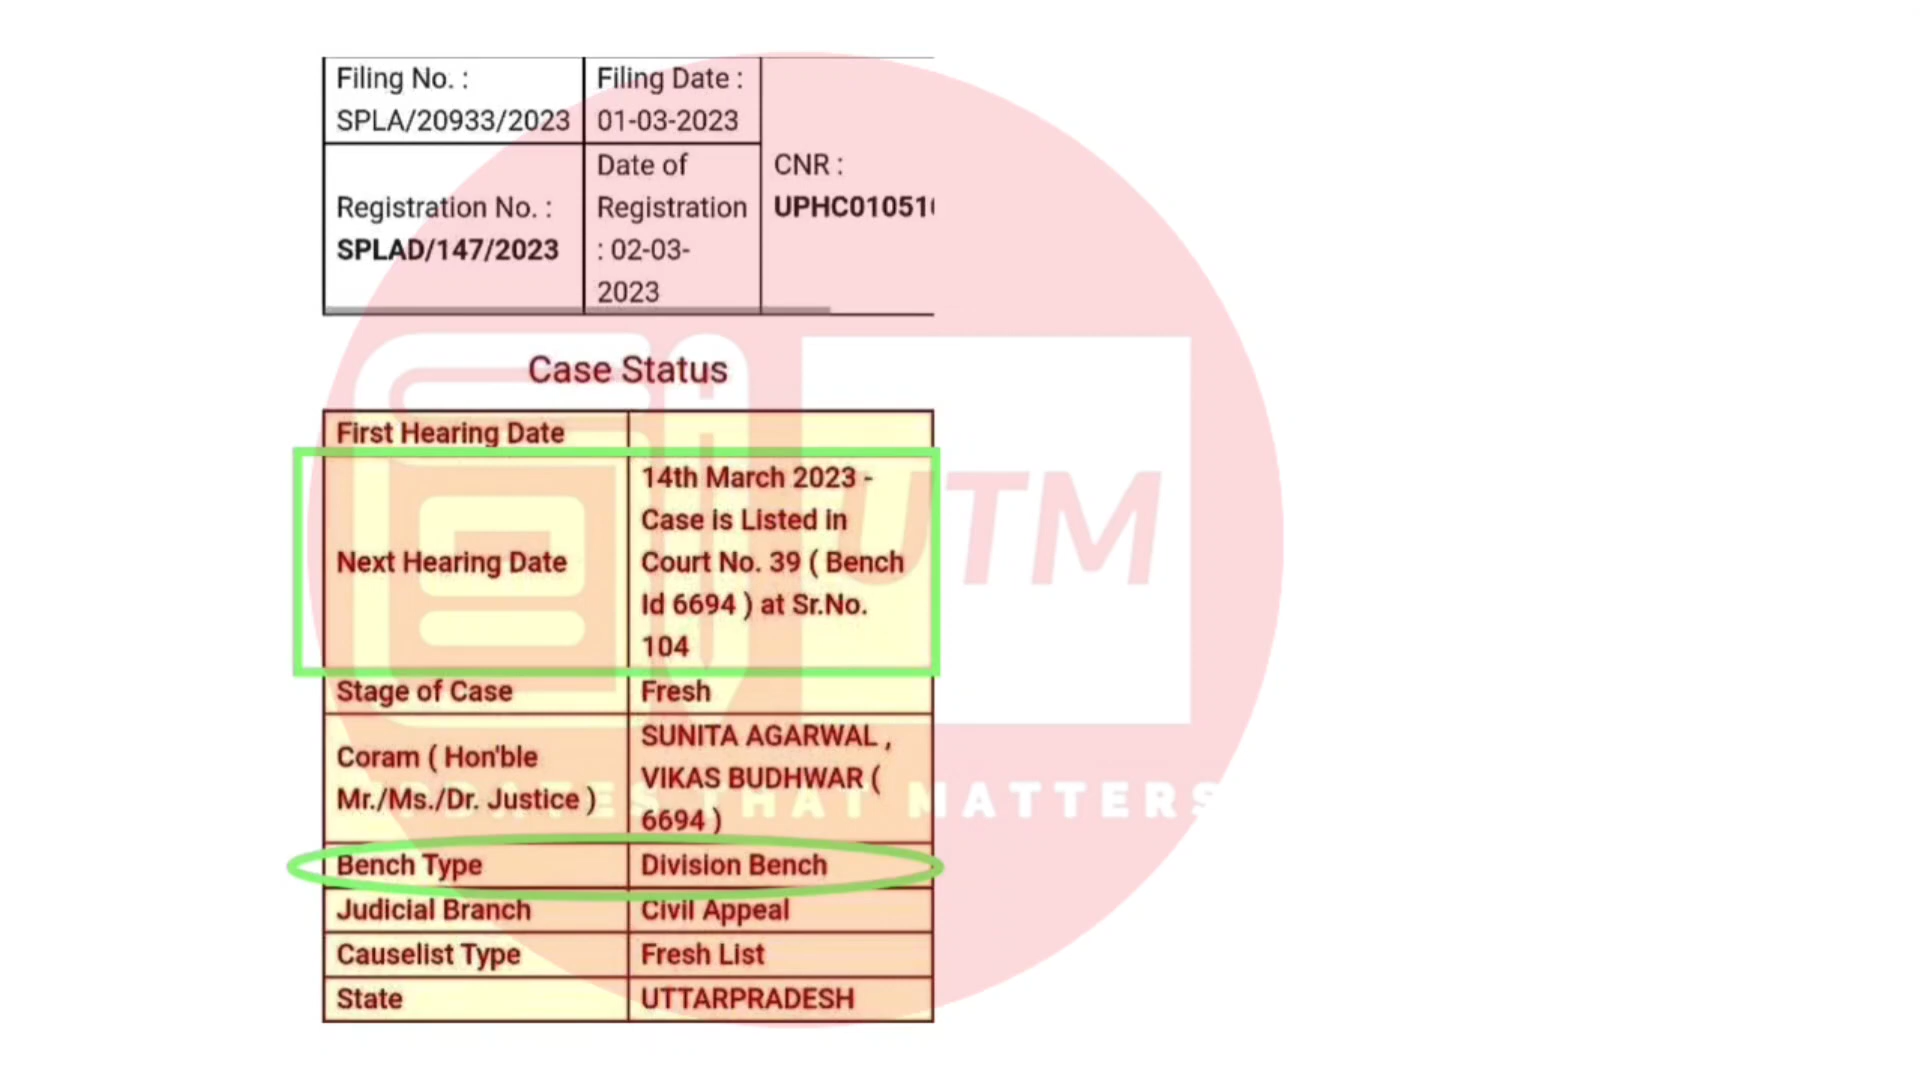 Filing No. :
SPLA/20933/2023
Filing Date :
01-03-2023
Registration No. :
SPLAD/147/2023
Date of
Registration
: 02-03-
2023
CNR :
UPHC01051
Case Status
First Hearing Date
Next Hearing Date
14th March 2023 -
Case is Listed in
Court No. 39 ( Bench
Id 6694 ) at Sr.No.
104
Stage of Case
Fresh
Coram ( Hon'ble
Mr./Ms./Dr. Justice )
SUNITA AGARWAL ,
VIKAS BUDHWAR (
6694 )
Bench Type
Division Bench
Judicial Branch
Civil Appeal
Causelist Type
Fresh List
State
UTTARPRADESH
UTM
UPDATES THAT MATTERS